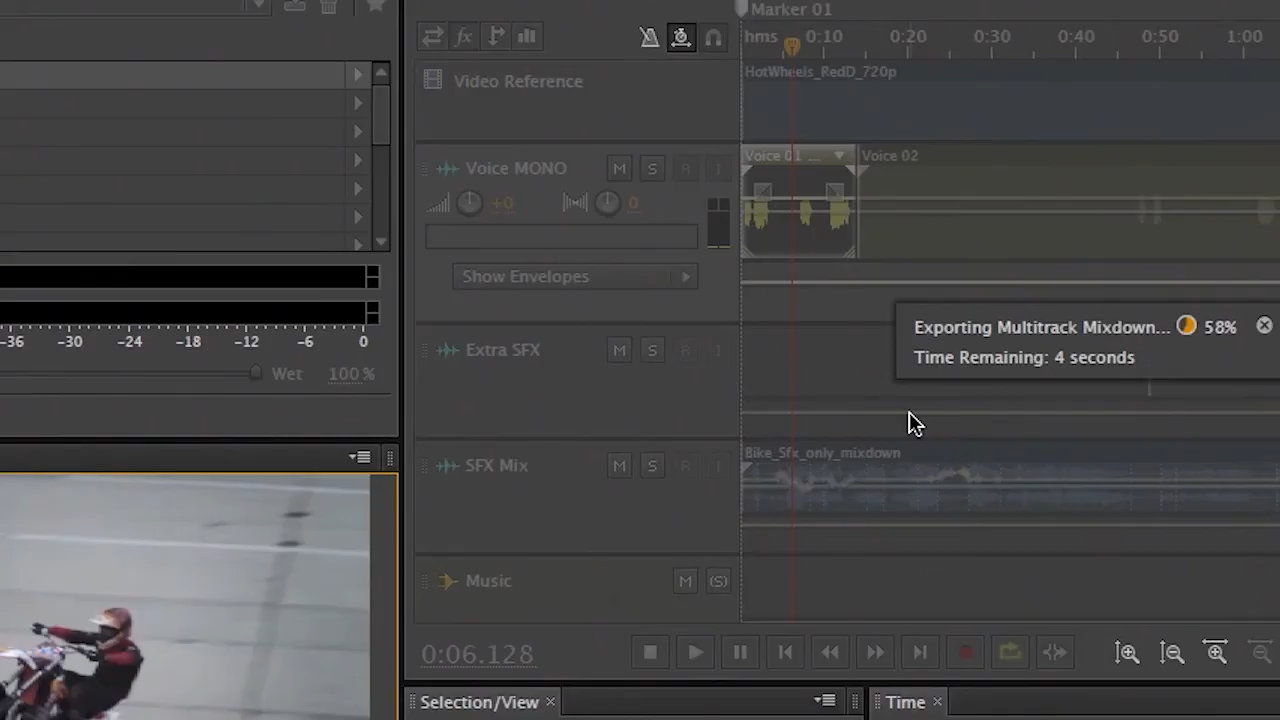 Marker 01
fx
hms 0:10 0:20 0:30 0:40 0:50 1:00
Video Reference
HotWheels_RedD_720p
Voice MONO M S R I
Voice 01 ...
Voice 02
+0 0
Show Envelopes
Exporting Multitrack Mixdown... 58%
Time Remaining: 4 seconds
Extra SFX M S R I
SFX Mix M S R I
Bike_Sfx_only_mixdown
Music M (S)
0:06.128
-36 -30 -24 -18 -12 -6 0
Wet 100 %
Selection/View
Time